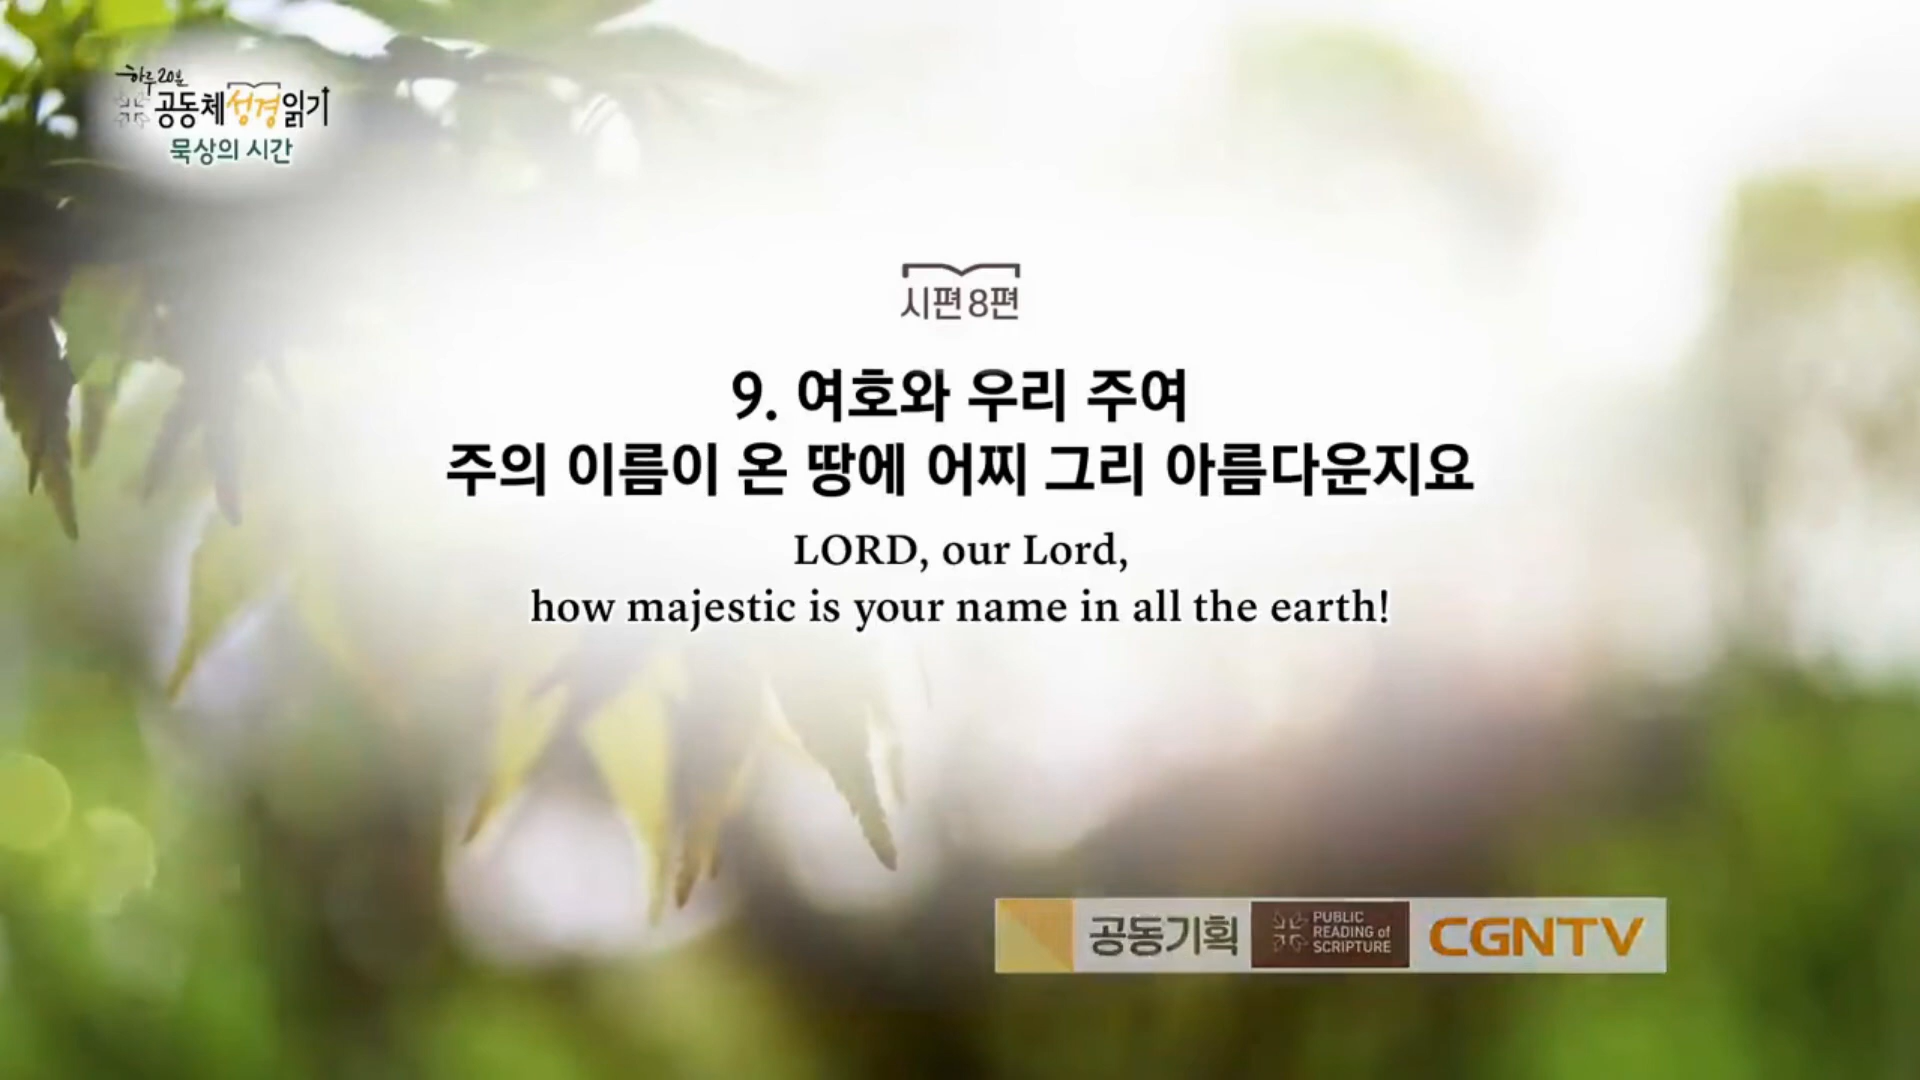 하루 20분
공동체성경읽기
묵상의 시간
시편 8편
9. 여호와 우리 주여
주의 이름이 온 땅에 어찌 그리 아름다운지요
LORD, our Lord,
how majestic is your name in all the earth!
공동기획
PUBLIC
READING of
SCRIPTURE
CGNTV